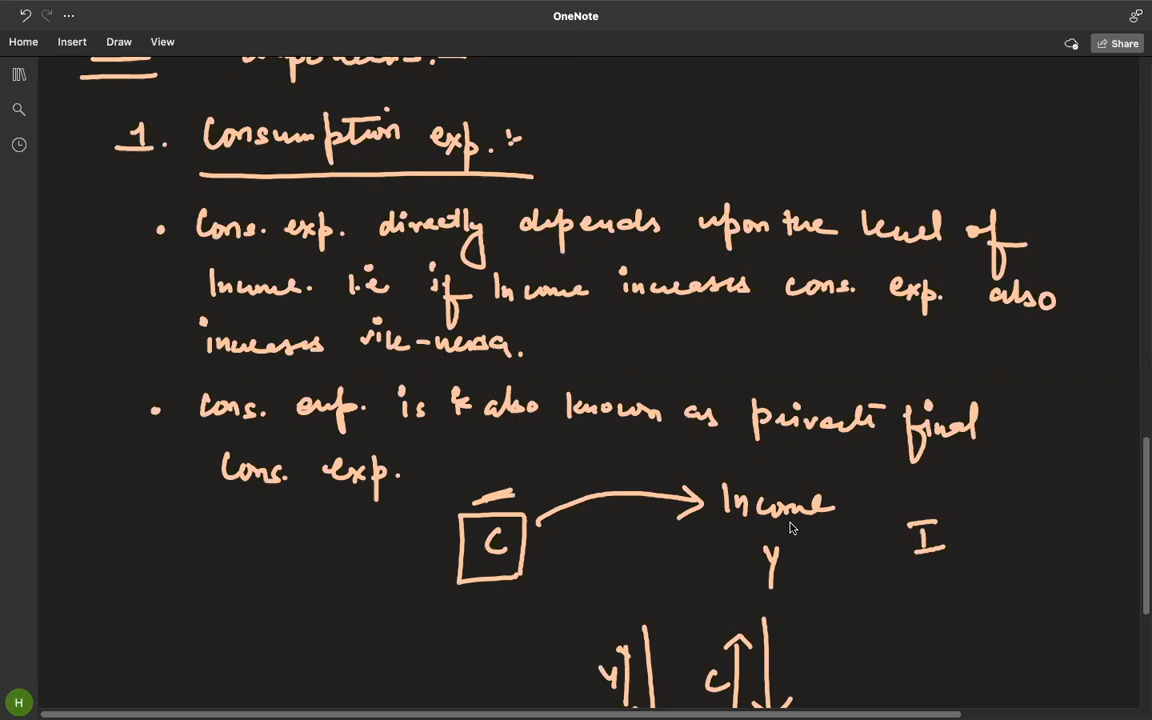 OneNote
Home Insert Draw View
Share
1. Consumption exp. :-
• Cons. exp. directly depends upon the level of
Income. i.e if Income increases cons. exp. also
increases vice-versa.
• Cons. exp. is also known as private final
Cons. exp.
C Income
Y I
Y C
H